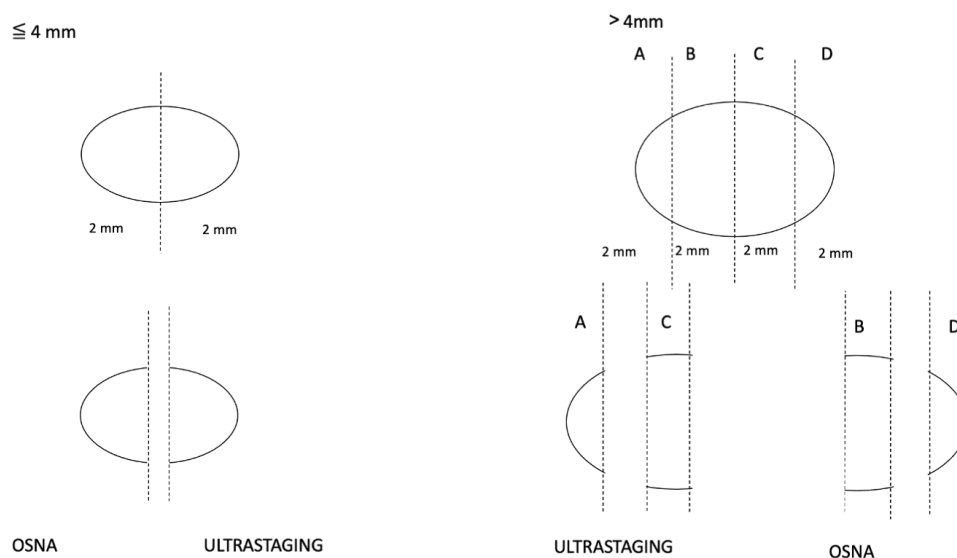 ≦ 4 mm
2 mm 2 mm
OSNA ULTRASTAGING
> 4mm
A B C D
2 mm 2 mm 2 mm 2 mm
A C B D
ULTRASTAGING OSNA